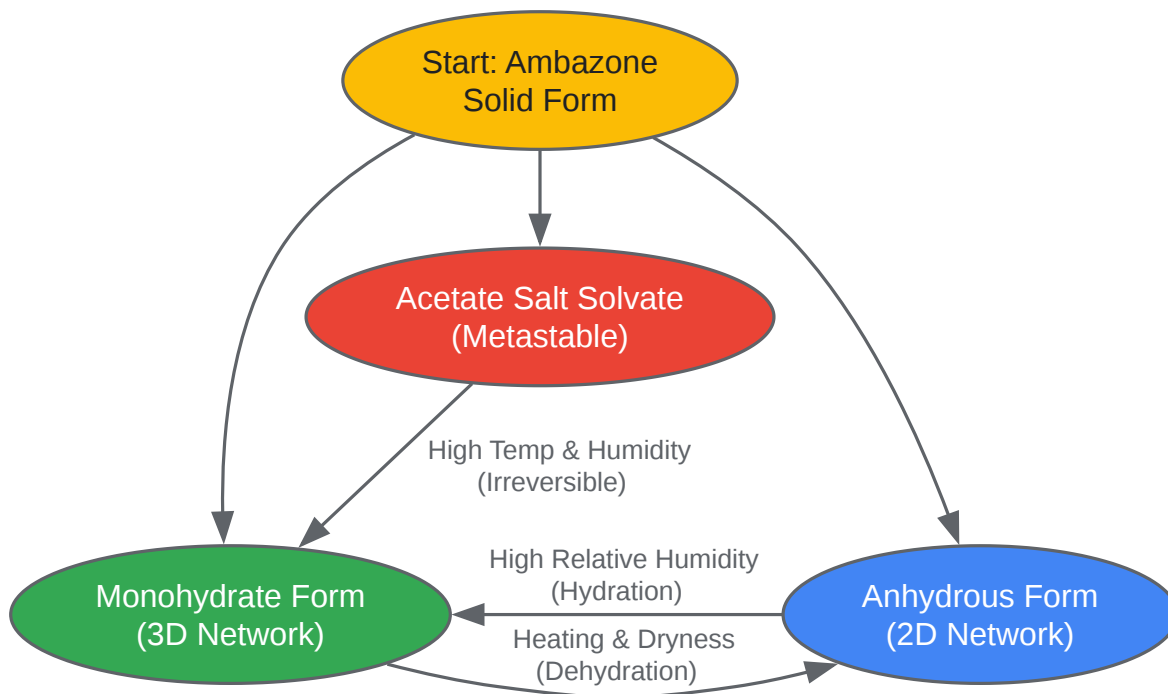 Start: Ambazone
Solid Form
Acetate Salt Solvate
(Metastable)
High Temp & Humidity
(Irreversible)
High Relative Humidity
(Hydration)
Monohydrate Form
(3D Network)
Anhydrous Form
(2D Network)
Heating & Dryness
(Dehydration)